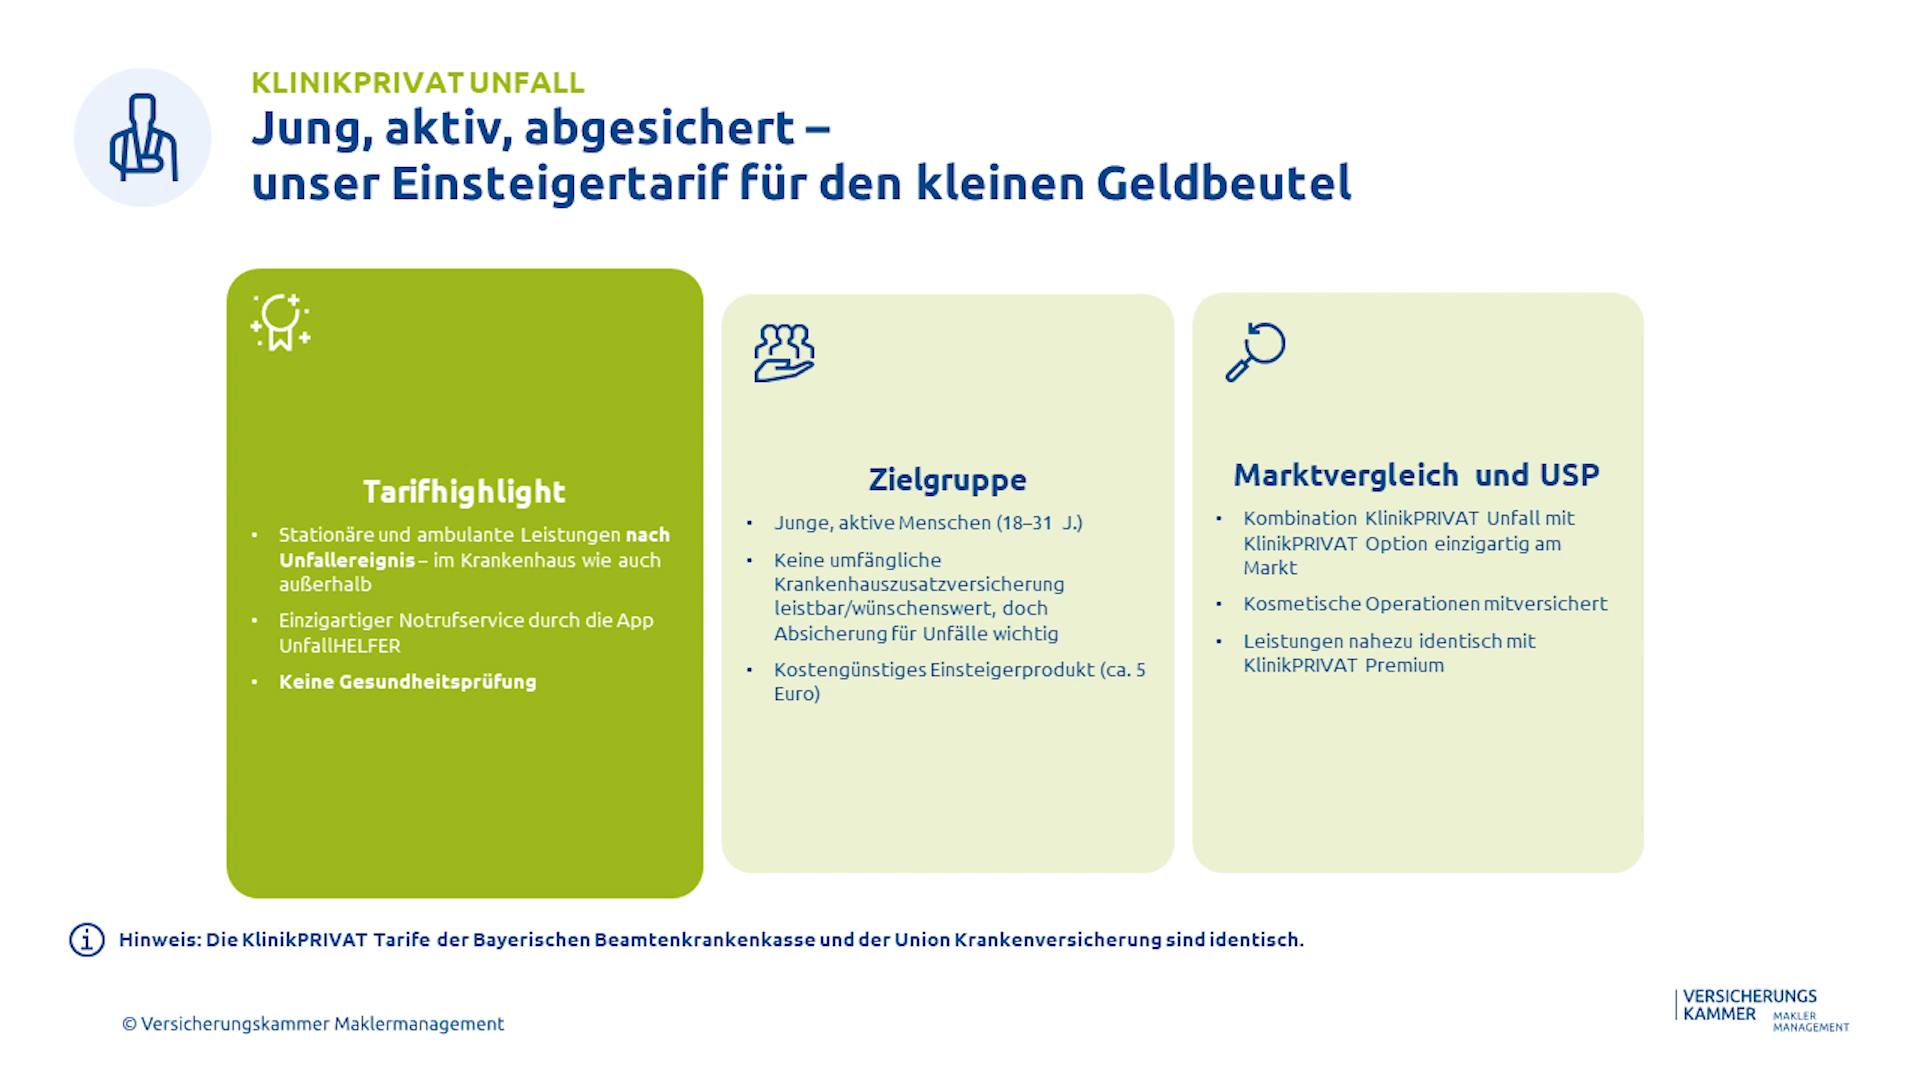 KLINIKPRIVAT UNFALL
Jung, aktiv, abgesichert –
unser Einsteigertarif für den kleinen Geldbeutel
Tarifhighlight
• Stationäre und ambulante Leistungen nach
Unfallereignis – im Krankenhaus wie auch
außerhalb
• Einzigartiger Notrufservice durch die App
UnfallHELFER
• Keine Gesundheitsprüfung
Zielgruppe
• Junge, aktive Menschen (18–31 J.)
• Keine umfängliche
Krankenhauszusatzversicherung
leistbar/wünschenswert, doch
Absicherung für Unfälle wichtig
• Kostengünstiges Einsteigerprodukt (ca. 5
Euro)
Marktvergleich und USP
• Kombination KlinikPRIVAT Unfall mit
KlinikPRIVAT Option einzigartig am
Markt
• Kosmetische Operationen mitversichert
• Leistungen nahezu identisch mit
KlinikPRIVAT Premium
Hinweis: Die KlinikPRIVAT Tarife der Bayerischen Beamtenkrankenkasse und der Union Krankenversicherung sind identisch.
© Versicherungskammer Maklermanagement
VERSICHERUNGS
KAMMER MAKLER
MANAGEMENT